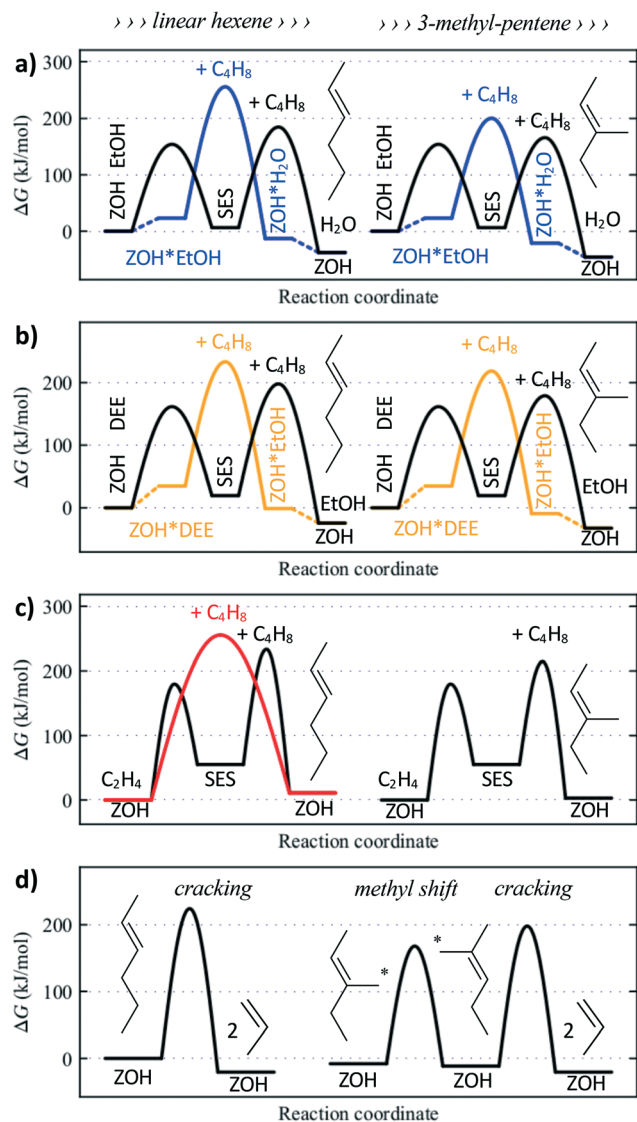 ››› linear hexene ›››
››› 3-methyl-pentene ›››
a)
ΔG (kJ/mol)
300
200
100
0
ZOH EtOH
+ C₄H₈
+ C₄H₈
SES
ZOH*H₂O
H₂O
ZOH
ZOH*EtOH
ZOH EtOH
+ C₄H₈
+ C₄H₈
SES
ZOH*H₂O
H₂O
ZOH
ZOH*EtOH
Reaction coordinate
b)
ΔG (kJ/mol)
200
100
0
ZOH DEE
+ C₄H₈
+ C₄H₈
SES
ZOH*EtOH
EtOH
ZOH
ZOH*DEE
ZOH DEE
+ C₄H₈
+ C₄H₈
SES
ZOH*EtOH
EtOH
ZOH
ZOH*DEE
Reaction coordinate
c)
ΔG (kJ/mol)
300
200
100
0
+ C₄H₈
+ C₄H₈
C₂H₄
ZOH
SES
ZOH
+ C₄H₈
C₂H₄
ZOH
SES
ZOH
Reaction coordinate
d)
ΔG (kJ/mol)
200
100
0
cracking
methyl shift
cracking
ZOH
2
ZOH
*
*
ZOH
ZOH
2
ZOH
Reaction coordinate